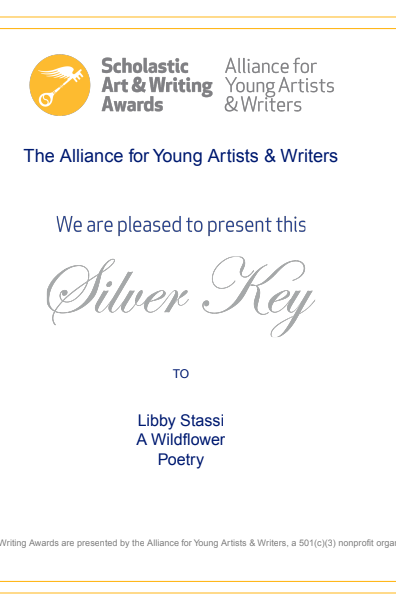 Scholastic
Art & Writing
Awards
Alliance for
Young Artists
& Writers
The Alliance for Young Artists & Writers
We are pleased to present this
Silver Key
TO
Libby Stassi
A Wildflower
Poetry
Writing Awards are presented by the Alliance for Young Artists & Writers, a 501(c)(3) nonprofit